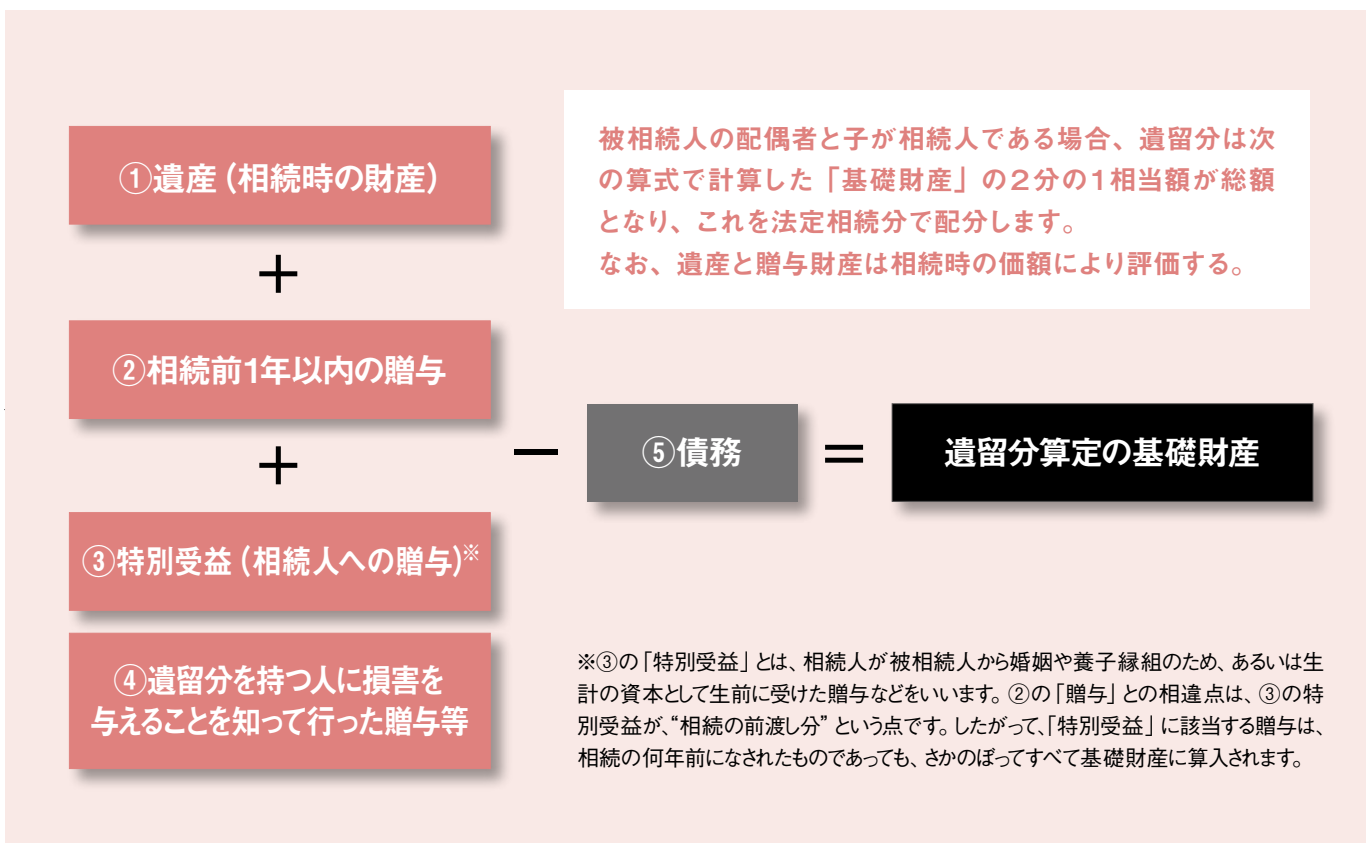 ①遺産（相続時の財産）
＋
②相続前1年以内の贈与
＋
③特別受益（相続人への贈与）※
④遺留分を持つ人に損害を
与えることを知って行った贈与等
被相続人の配偶者と子が相続人である場合、遺留分は次
の算式で計算した「基礎財産」の２分の１相当額が総額
となり、これを法定相続分で配分します。
なお、遺産と贈与財産は相続時の価額により評価する。
－
⑤債務
＝
遺留分算定の基礎財産
※③の「特別受益」とは、相続人が被相続人から婚姻や養子縁組のため、あるいは生
計の資本として生前に受けた贈与などをいいます。②の「贈与」との相違点は、③の特
別受益が、“相続の前渡し分”という点です。したがって、「特別受益」に該当する贈与は、
相続の何年前になされたものであっても、さかのぼってすべて基礎財産に算入されます。